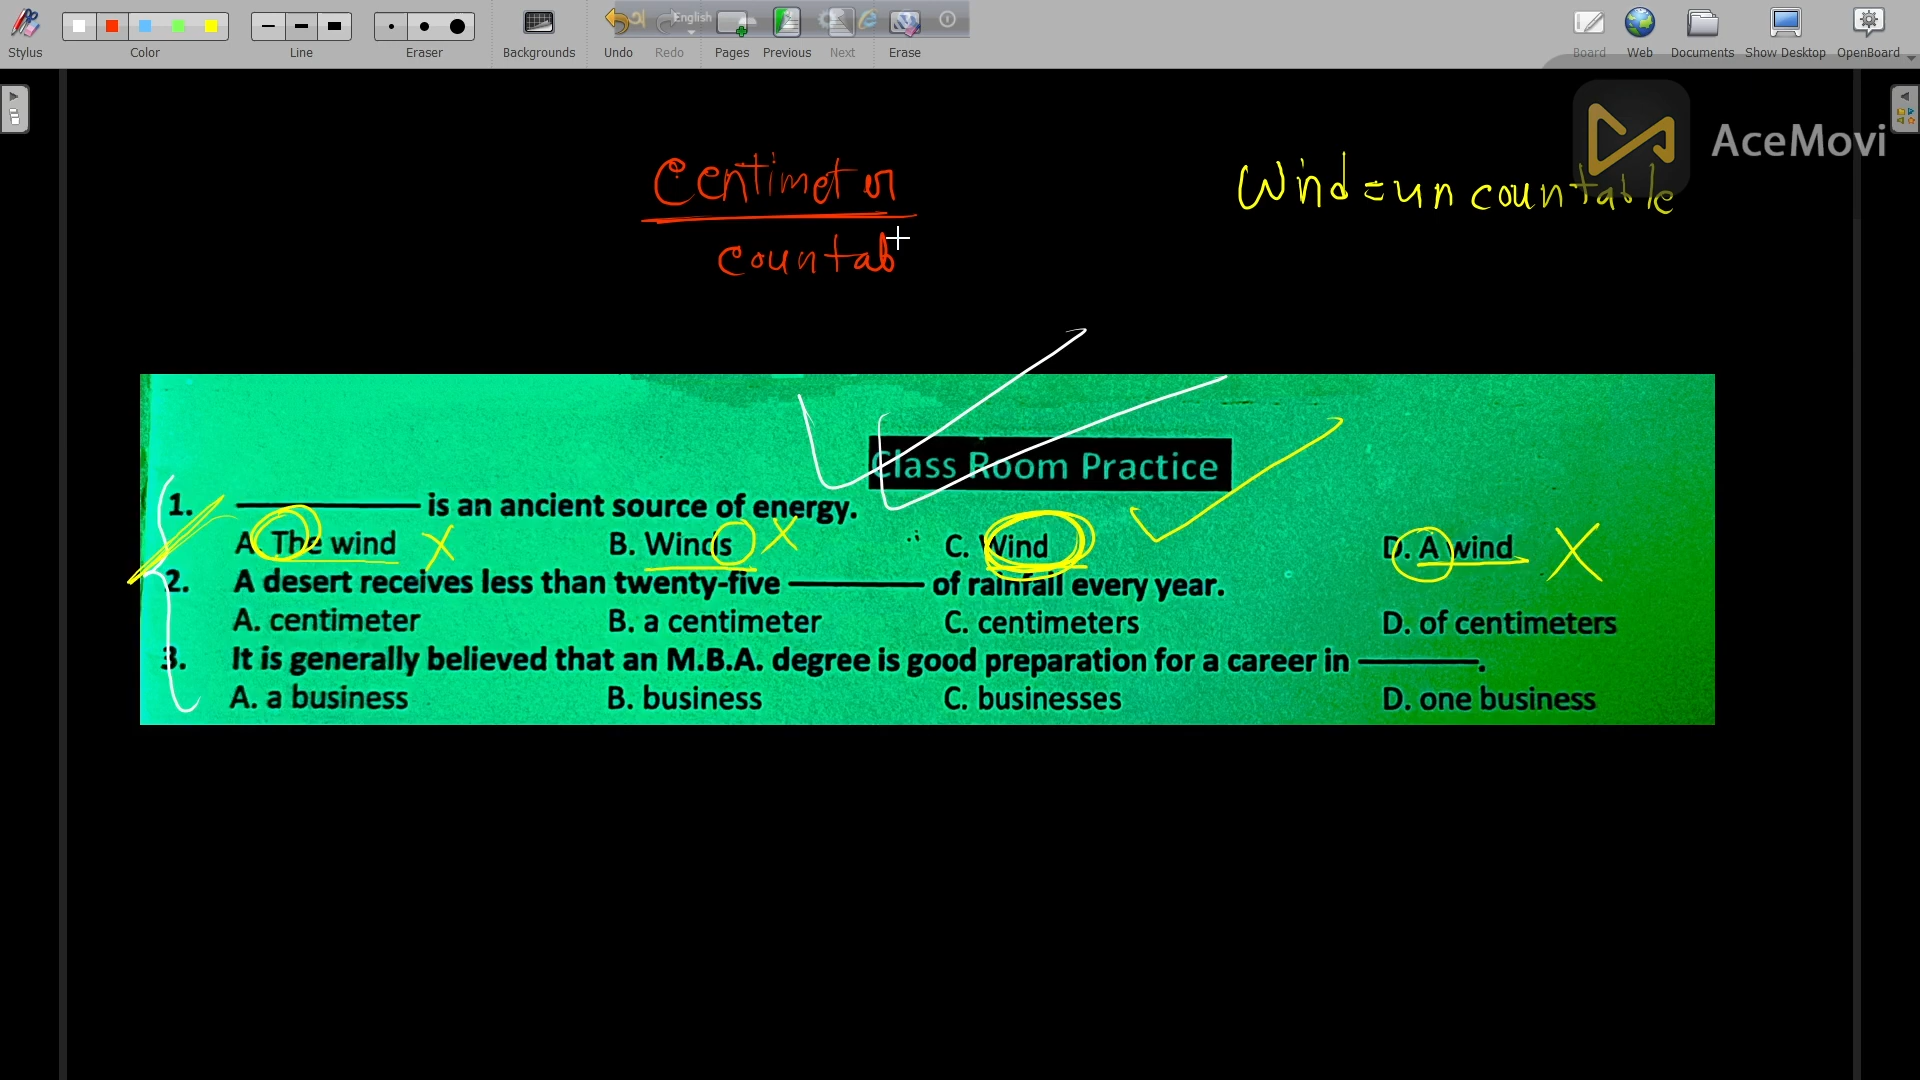 Stylus Color Line Eraser Backgrounds Undo Redo Pages Previous Next Erase Board Web Documents Show Desktop OpenBoard
English
AceMovi
Centimeter
countab
Wind = uncountable
Class Room Practice
1. ________ is an ancient source of energy.
A. The wind B. Winds C. Wind D. A wind
2. A desert receives less than twenty-five ________ of rainfall every year.
A. centimeter B. a centimeter C. centimeters D. of centimeters
3. It is generally believed that an M.B.A. degree is good preparation for a career in ________.
A. a business B. business C. businesses D. one business